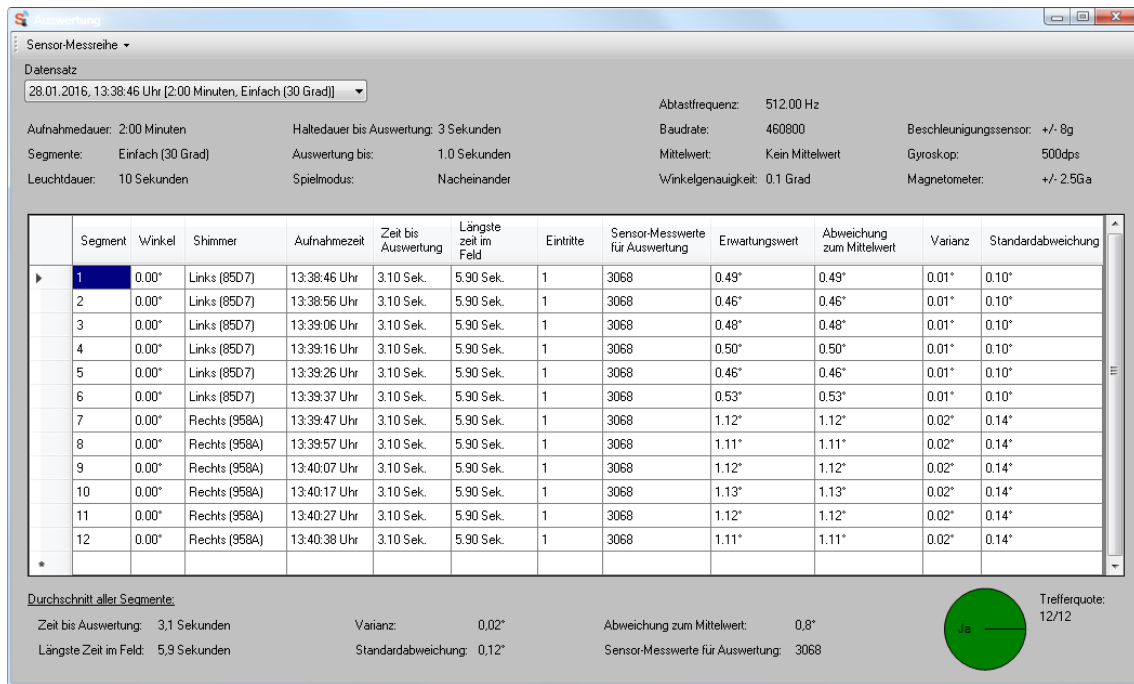 Auswertung
Sensor-Messreihe
Datensatz
28.01.2016, 13:38:46 Uhr [2:00 Minuten, Einfach (30 Grad)]
Abtastfrequenz: 512.00 Hz
Aufnahmedauer: 2:00 Minuten Haltedauer bis Auswertung: 3 Sekunden Baudrate: 460800 Beschleunigungssensor: +/- 8g
Segmente: Einfach (30 Grad) Auswertung bis: 1.0 Sekunden Mittelwert: Kein Mittelwert Gyroskop: 500dps
Leuchtdauer: 10 Sekunden Spielmodus: Nacheinander Winkelgenauigkeit: 0.1 Grad Magnetometer: +/- 2.5Ga
Segment Winkel Shimmer Aufnahmezeit Zeit bis Auswertung Längste zeit im Feld Eintritte Sensor-Messwerte für Auswertung Erwartungswert Abweichung zum Mittelwert Varianz Standardabweichung
1 0.00° Links (85D7) 13:38:46 Uhr 3.10 Sek. 5.90 Sek. 1 3068 0.49° 0.49° 0.01° 0.10°
2 0.00° Links (85D7) 13:38:56 Uhr 3.10 Sek. 5.90 Sek. 1 3068 0.46° 0.46° 0.01° 0.10°
3 0.00° Links (85D7) 13:39:06 Uhr 3.10 Sek. 5.90 Sek. 1 3068 0.48° 0.48° 0.01° 0.10°
4 0.00° Links (85D7) 13:39:16 Uhr 3.10 Sek. 5.90 Sek. 1 3068 0.50° 0.50° 0.01° 0.10°
5 0.00° Links (85D7) 13:39:26 Uhr 3.10 Sek. 5.90 Sek. 1 3068 0.46° 0.46° 0.01° 0.10°
6 0.00° Links (85D7) 13:39:37 Uhr 3.10 Sek. 5.90 Sek. 1 3068 0.53° 0.53° 0.01° 0.10°
7 0.00° Rechts (958A) 13:39:47 Uhr 3.10 Sek. 5.90 Sek. 1 3068 1.12° 1.12° 0.02° 0.14°
8 0.00° Rechts (958A) 13:39:57 Uhr 3.10 Sek. 5.90 Sek. 1 3068 1.11° 1.11° 0.02° 0.14°
9 0.00° Rechts (958A) 13:40:07 Uhr 3.10 Sek. 5.90 Sek. 1 3068 1.12° 1.12° 0.02° 0.14°
10 0.00° Rechts (958A) 13:40:17 Uhr 3.10 Sek. 5.90 Sek. 1 3068 1.13° 1.13° 0.02° 0.14°
11 0.00° Rechts (958A) 13:40:27 Uhr 3.10 Sek. 5.90 Sek. 1 3068 1.12° 1.12° 0.02° 0.14°
12 0.00° Rechts (958A) 13:40:38 Uhr 3.10 Sek. 5.90 Sek. 1 3068 1.11° 1.11° 0.02° 0.14°
Durchschnitt aller Segmente:
Zeit bis Auswertung: 3,1 Sekunden Varianz: 0,02° Abweichung zum Mittelwert: 0,8°
Längste Zeit im Feld: 5,9 Sekunden Standardabweichung: 0,12° Sensor-Messwerte für Auswertung: 3068
Ja
Trefferquote:
12/12